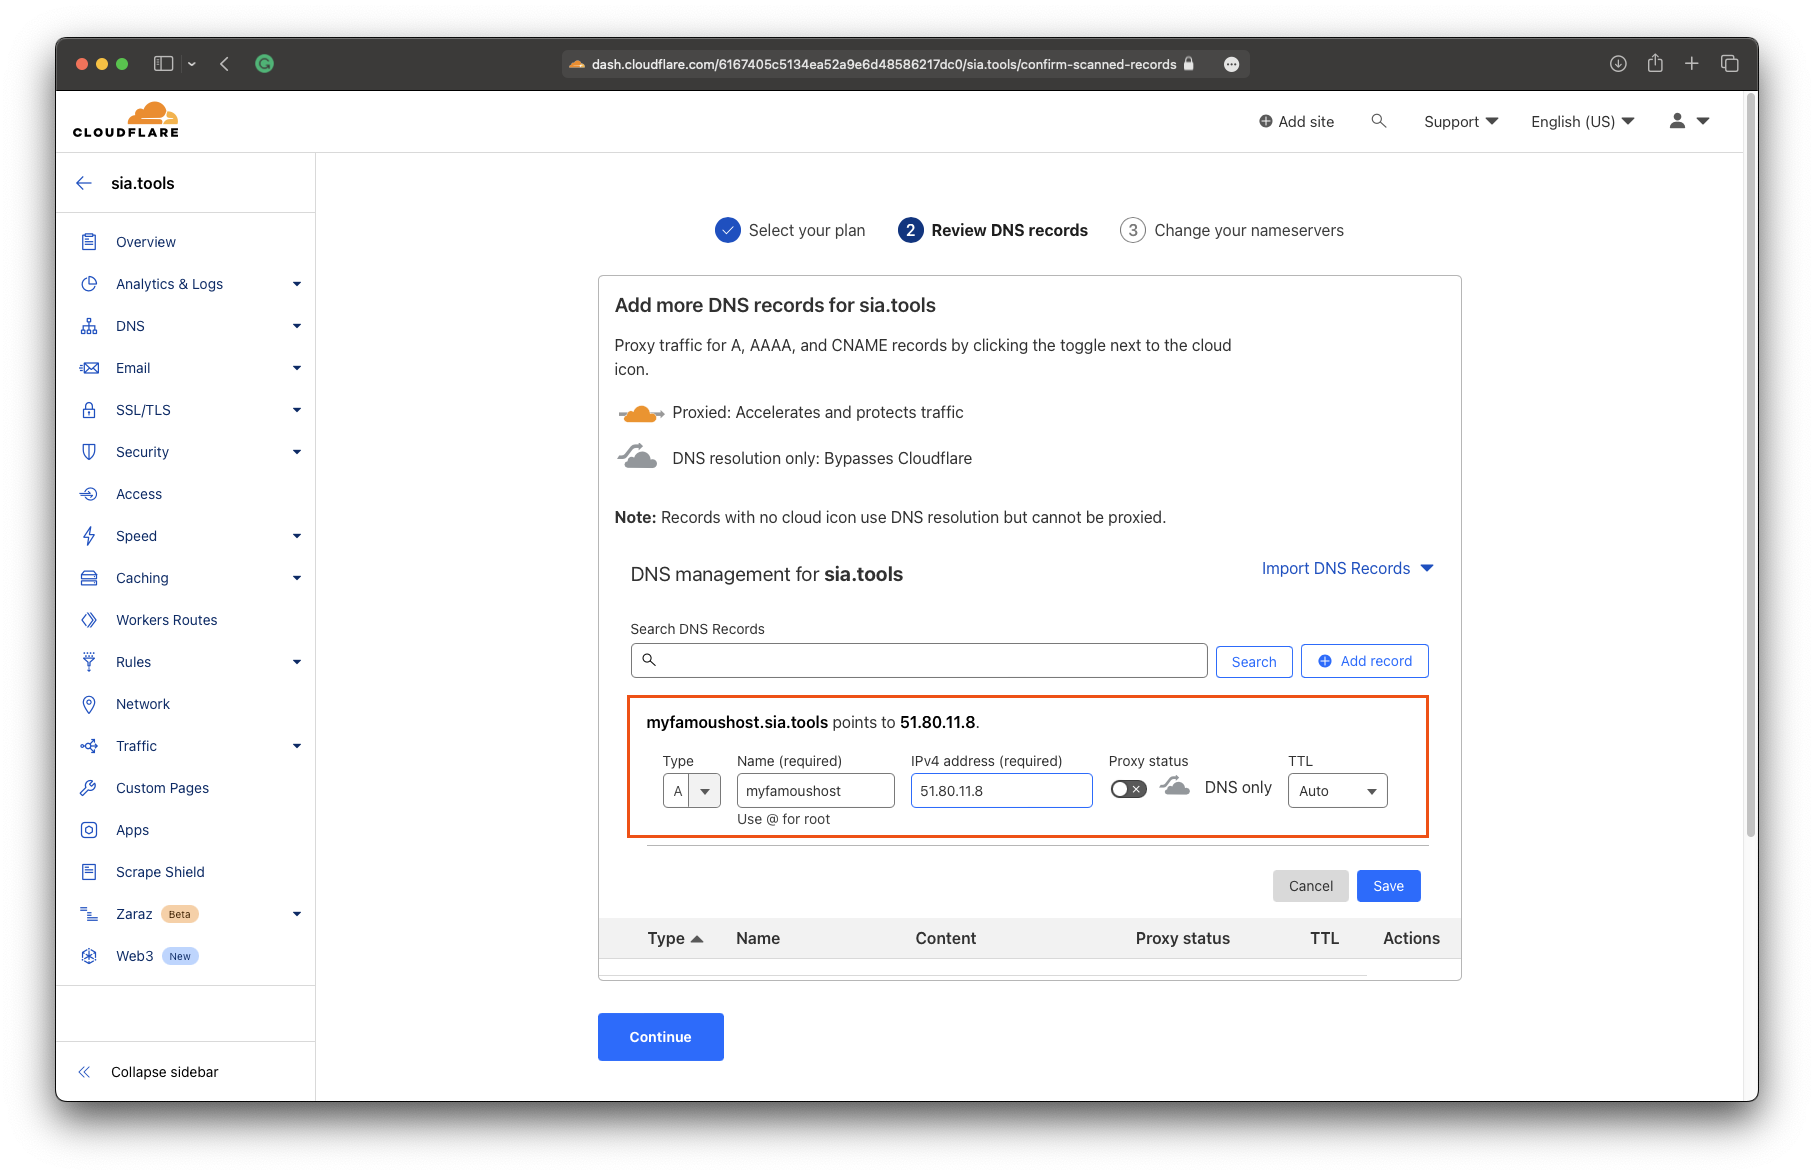 dash.cloudflare.com/6167405c5134ea52a9e6d48586217dc0/sia.tools/confirm-scanned-records
CLOUDFLARE
Add site
Support
English (US)
sia.tools
Overview
Analytics & Logs
DNS
Email
SSL/TLS
Security
Access
Speed
Caching
Workers Routes
Rules
Network
Traffic
Custom Pages
Apps
Scrape Shield
Zaraz Beta
Web3 New
Collapse sidebar
Select your plan
2 Review DNS records
3 Change your nameservers
Add more DNS records for sia.tools
Proxy traffic for A, AAAA, and CNAME records by clicking the toggle next to the cloud
icon.
Proxied: Accelerates and protects traffic
DNS resolution only: Bypasses Cloudflare
Note: Records with no cloud icon use DNS resolution but cannot be proxied.
DNS management for sia.tools
Import DNS Records
Search DNS Records
Search
Add record
myfamoushost.sia.tools points to 51.80.11.8.
Type Name (required) IPv4 address (required) Proxy status TTL
A myfamoushost 51.80.11.8 DNS only Auto
Use @ for root
Cancel Save
Type Name Content Proxy status TTL Actions
Continue